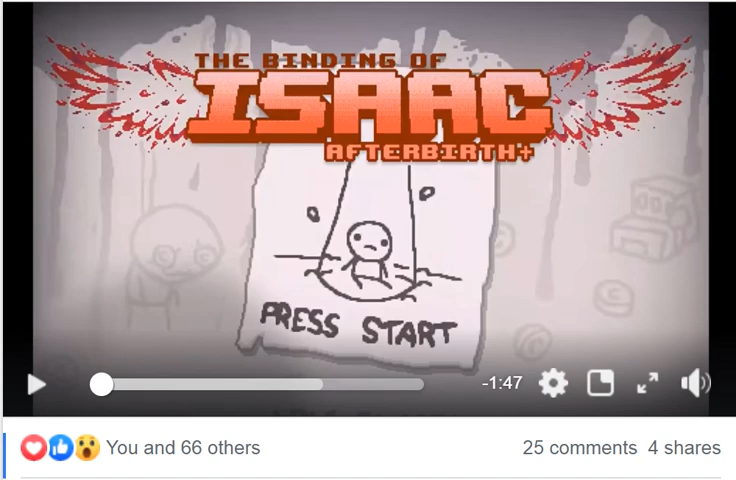 THE BINDING OF
ISAAC
AFTERBIRTH+
PRESS START
-1:47
You and 66 others
25 comments 4 shares